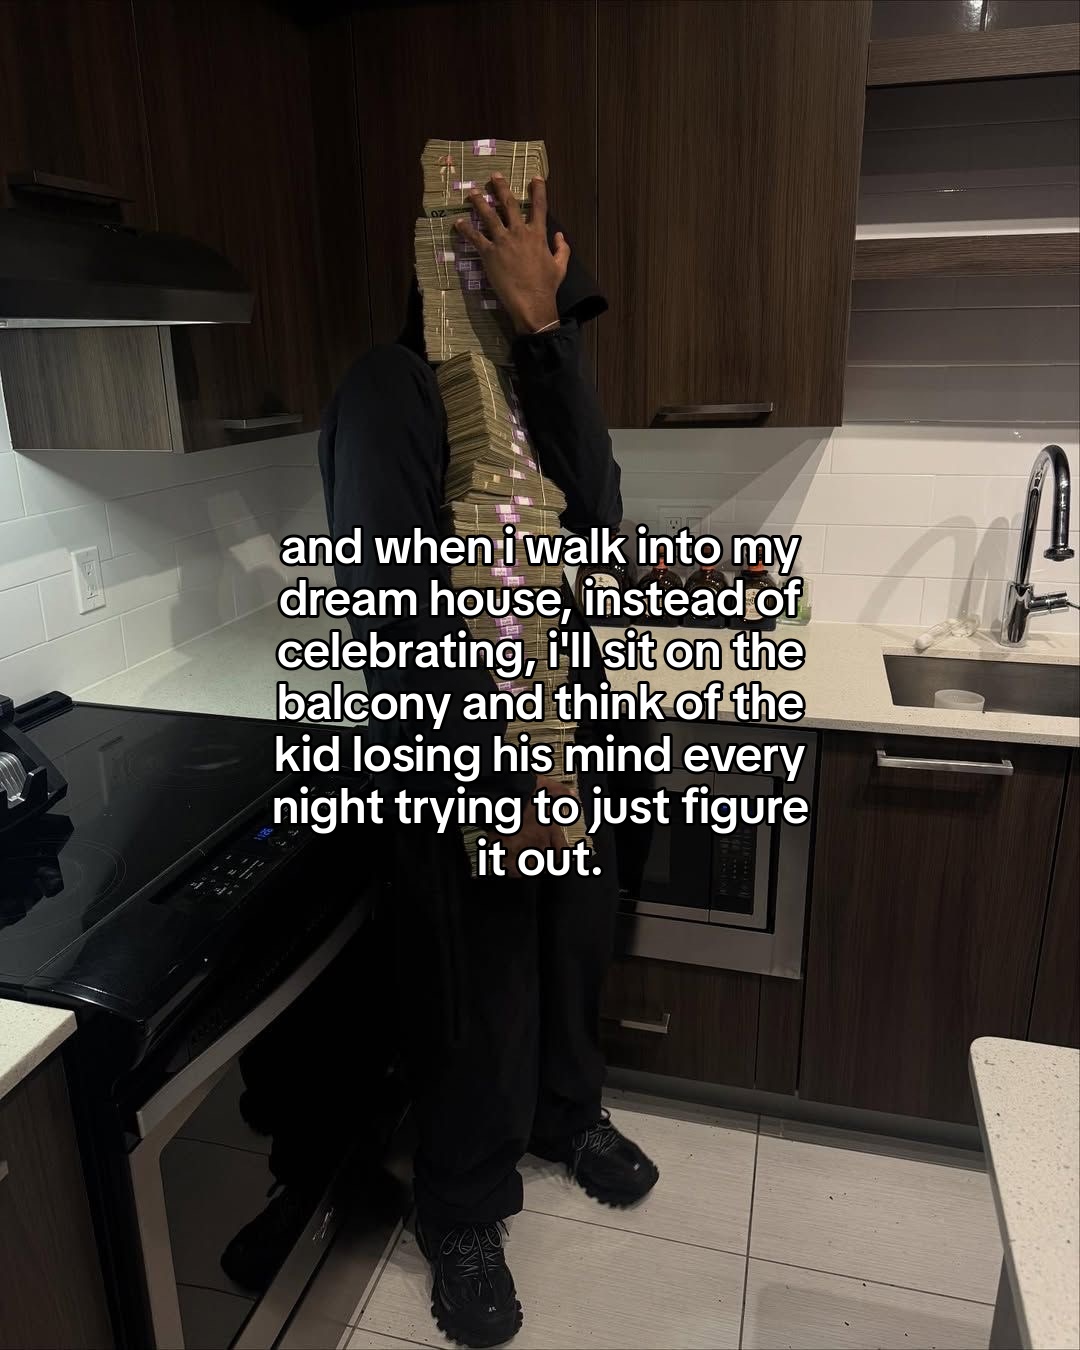 20
and when i walk into my
dream house, instead of
celebrating, i'll sit on the
balcony and think of the
kid losing his mind every
night trying to just figure
it out.